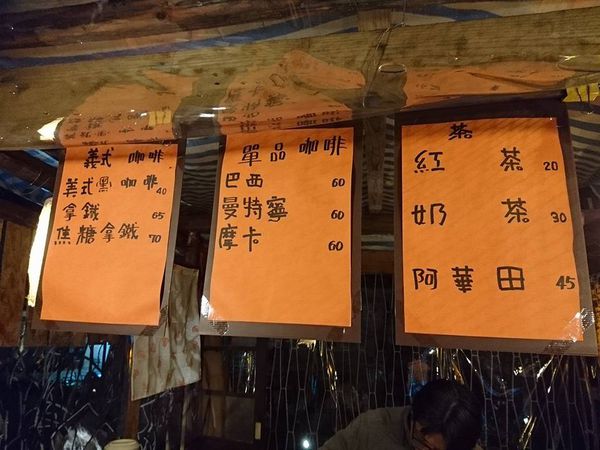 義式 咖啡
義式黑咖啡 40
拿鐵 65
焦糖拿鐵 70
單品咖啡
巴西 60
曼特寧 60
摩卡 60
茶
紅茶 20
奶茶 30
阿華田 45